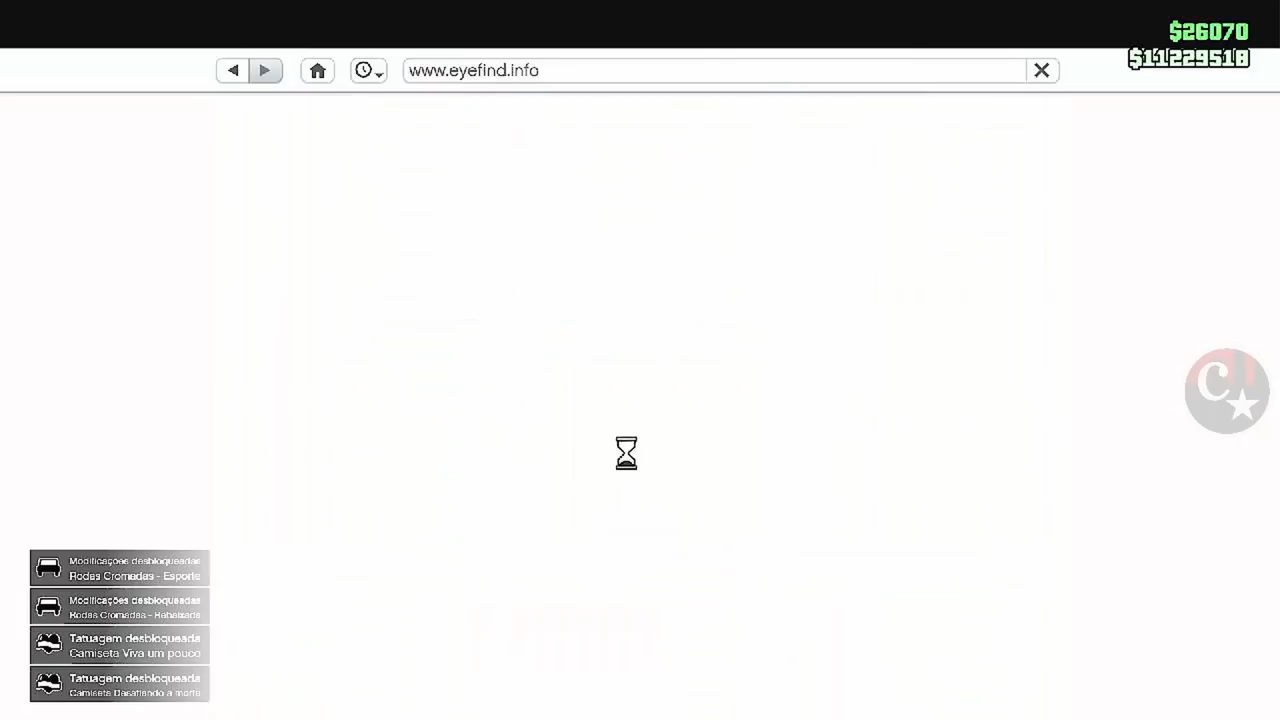 $26070
$11229518
www.eyefind.info
Modificações desbloqueadas
Rodas Cromadas - Esporte
Modificações desbloqueadas
Rodas Cromadas - Rebaixada
Tatuagem desbloqueada
Camiseta Viva um pouco
Tatuagem desbloqueada
Camiseta Desafiando a morte
C